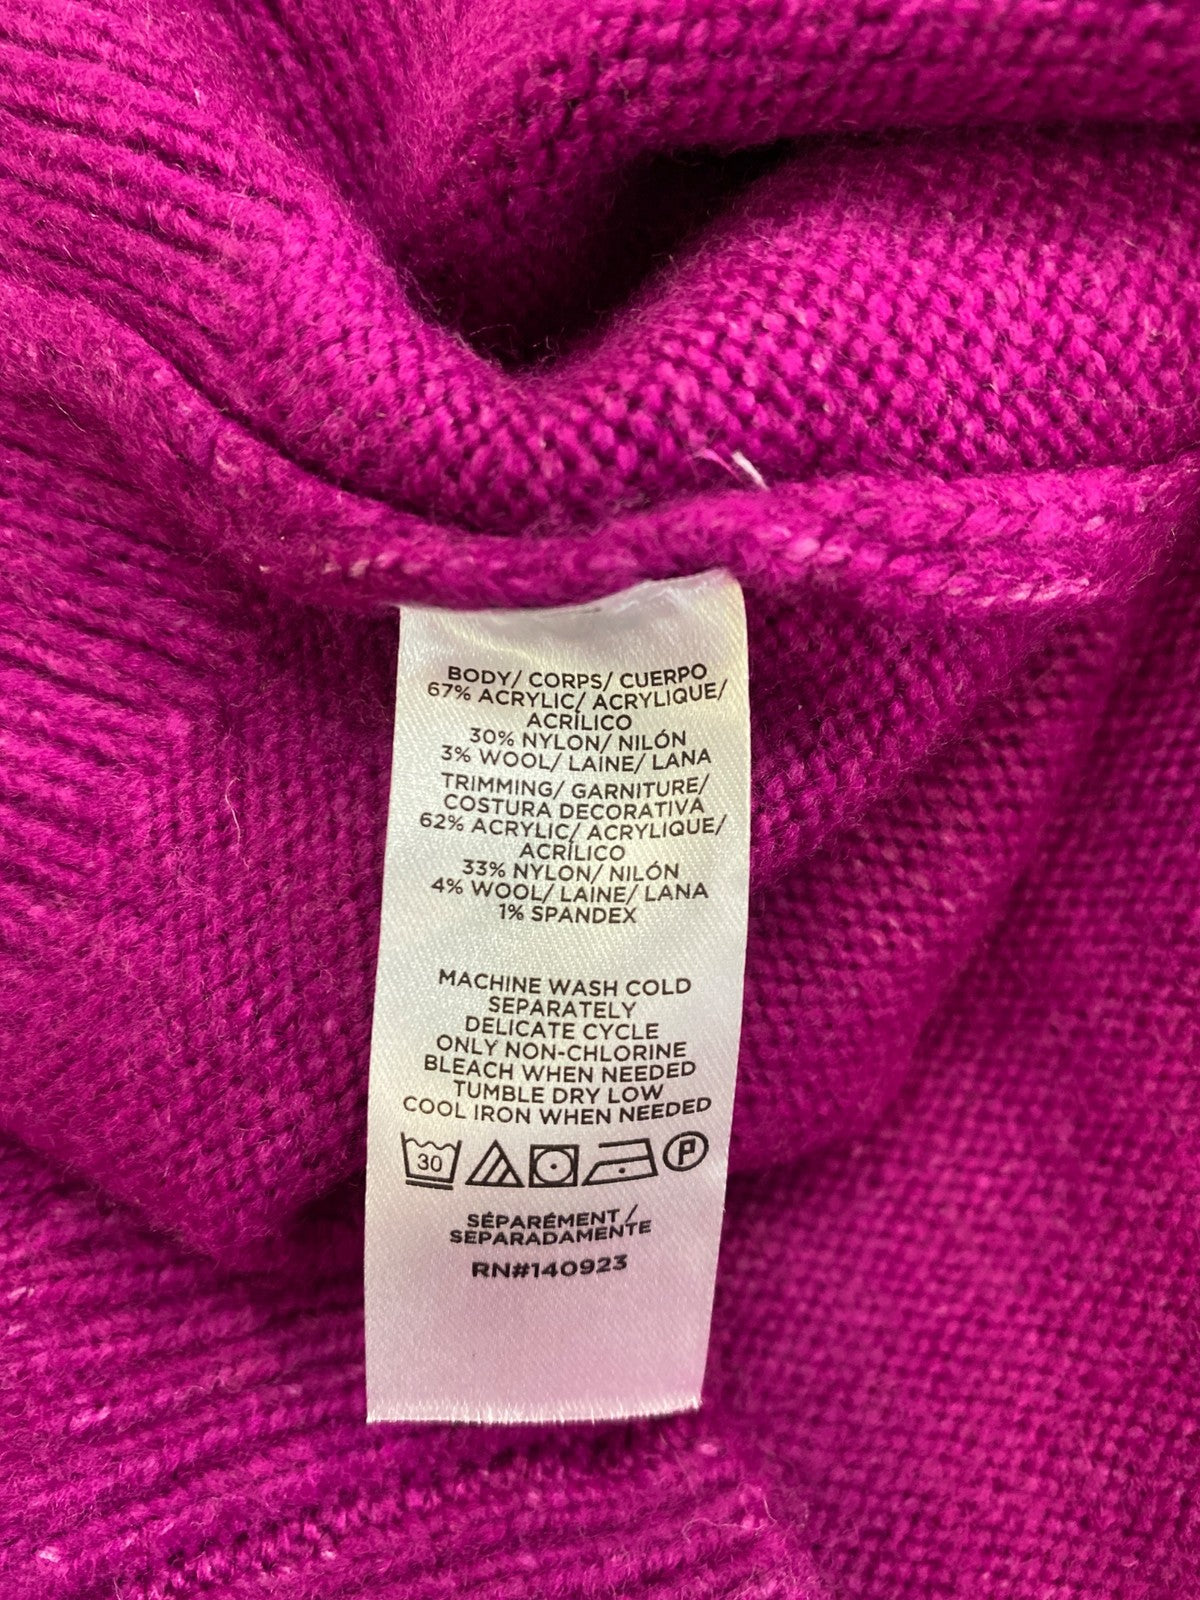 BODY/ CORPS/ CUERPO
67% ACRYLIC/ ACRYLIQUE/
ACRÍLICO
30% NYLON/ NILÓN
3% WOOL/ LAINE/ LANA
TRIMMING/ GARNITURE/
COSTURA DECORATIVA
62% ACRYLIC/ ACRYLIQUE/
ACRÍLICO
33% NYLON/ NILÓN
4% WOOL/ LAINE/ LANA
1% SPANDEX
MACHINE WASH COLD
SEPARATELY
DELICATE CYCLE
ONLY NON-CHLORINE
BLEACH WHEN NEEDED
TUMBLE DRY LOW
COOL IRON WHEN NEEDED
30 P
SÉPARÉMENT/
SEPARADAMENTE
RN#140923